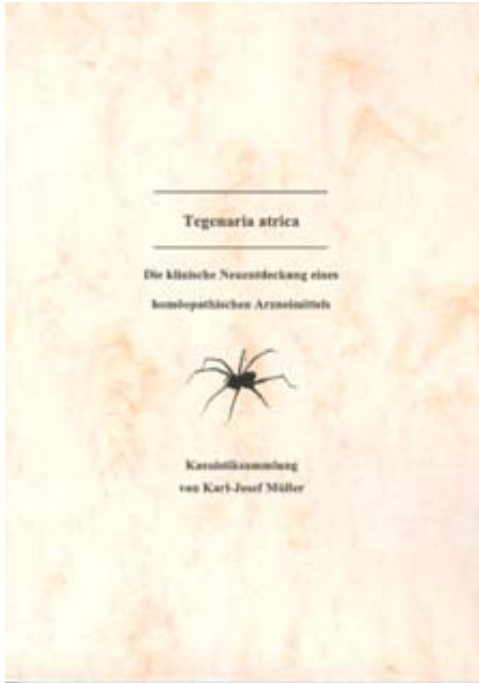 Tegenaria atrica
Die klinische Neuentdeckung eines
homöopathischen Arzneimittels
Kasuistiksammlung
von Karl-Josef Müller